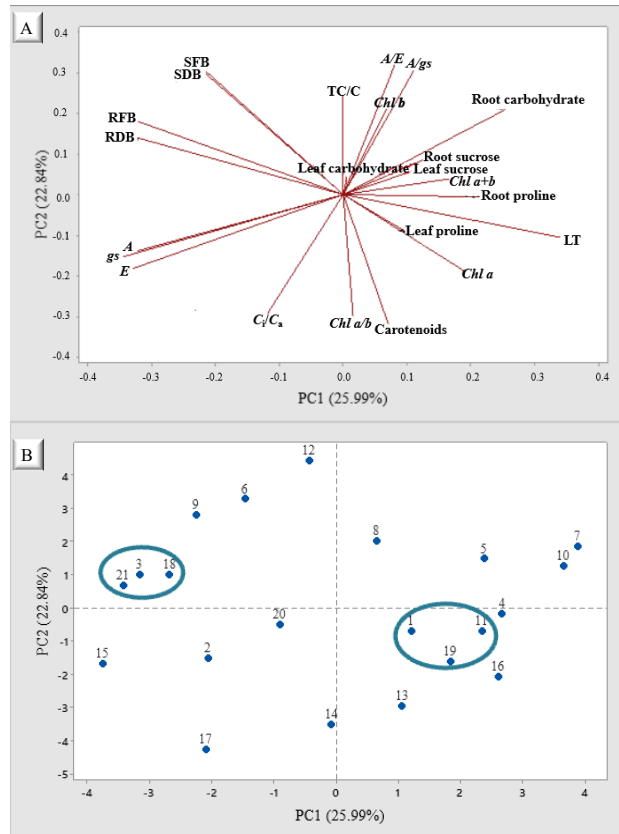 A
0.4
0.3
0.2
0.1
0.0
-0.1
-0.2
-0.3
-0.4
PC2 (22.84%)
SFB
SDB
RFB
RDB
TC/C
A/E
A/gs
Chl b
Root carbohydrate
Leaf carbohydrate
Root sucrose
Leaf sucrose
Chl a+b
Root proline
Leaf proline
LT
Chl a
A
gs
E
Ci/Ca
Chl a/b
Carotenoids
-0.4 -0.3 -0.2 -0.1 0.0 0.1 0.2 0.3 0.4
PC1 (25.99%)
B
4
3
2
1
0
-1
-2
-3
-4
-5
PC2 (22.84%)
12
6
9
8
7
5
10
3
18
21
4
1
11
20
19
2
15
16
13
14
17
-4 -3 -2 -1 0 1 2 3 4
PC1 (25.99%)